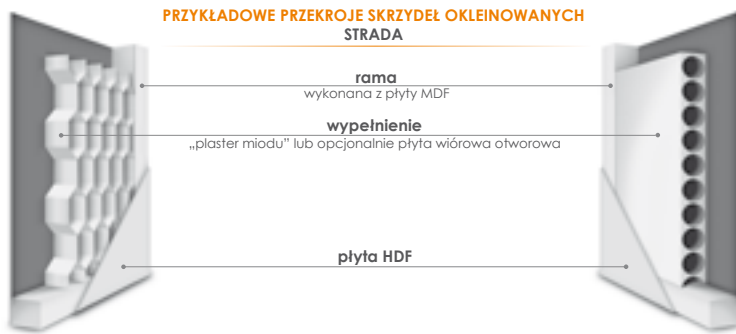 PRZYKŁADOWE PRZEKROJE SKRZYDEŁ OKLEINOWANYCH
STRADA
rama
wykonana z płyty MDF
wypełnienie
„plaster miodu” lub opcjonalnie płyta wiórowa otworowa
płyta HDF